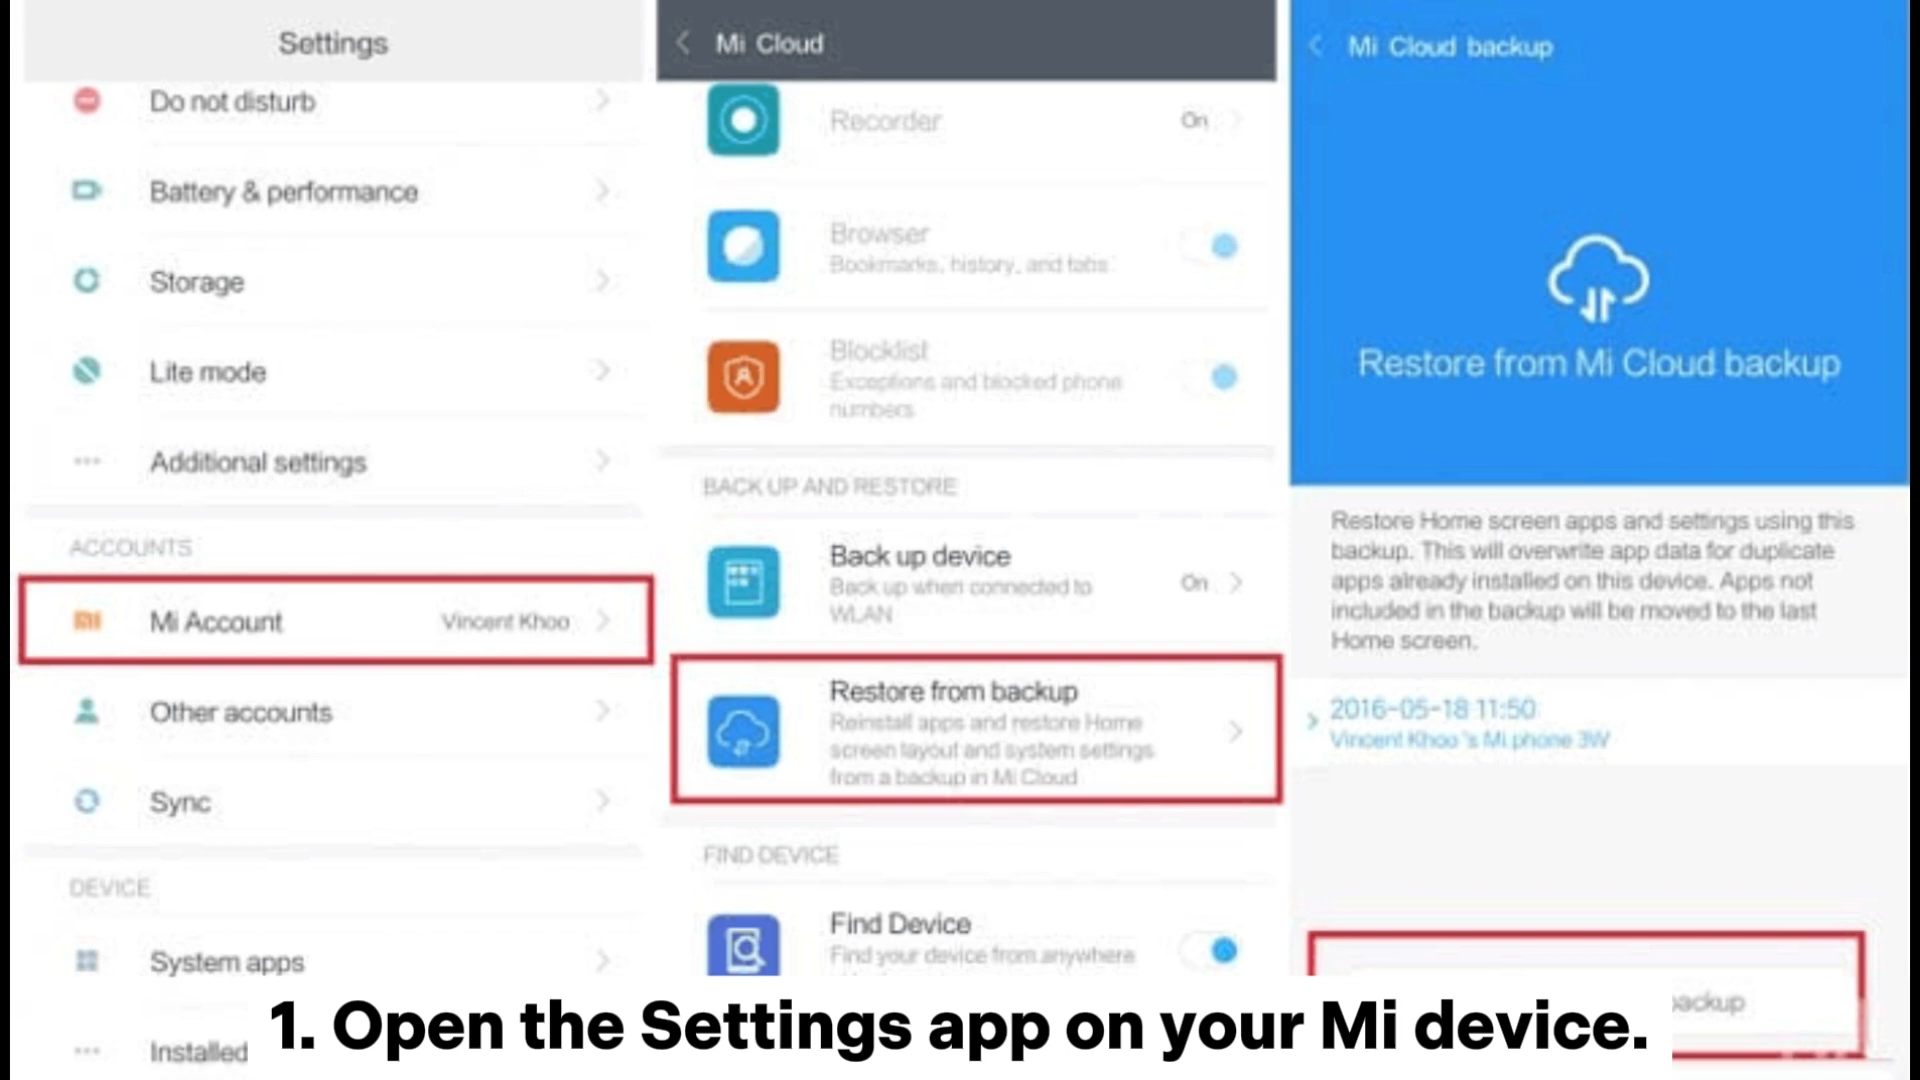 Settings
Do not disturb
Battery & performance
Storage
Lite mode
Additional settings
ACCOUNTS
Mi Account Vincent Khoo
Other accounts
Sync
DEVICE
System apps
Installed
Mi Cloud
Recorder On
Browser
Bookmarks, history, and tabs
Blocklist
Exceptions and blocked phone
numbers
BACK UP AND RESTORE
Back up device
Back up when connected to
WLAN
On
Restore from backup
Reinstall apps and restore Home
screen layout and system settings
from a backup in Mi Cloud
FIND DEVICE
Find Device
Find your device from anywhere
Mi Cloud backup
Restore from Mi Cloud backup
Restore Home screen apps and settings using this
backup. This will overwrite app data for duplicate
apps already installed on this device. Apps not
included in the backup will be moved to the last
Home screen.
2016-05-18 11:50
Vincent Khoo 's Mi phone 3W
backup
1. Open the Settings app on your Mi device.